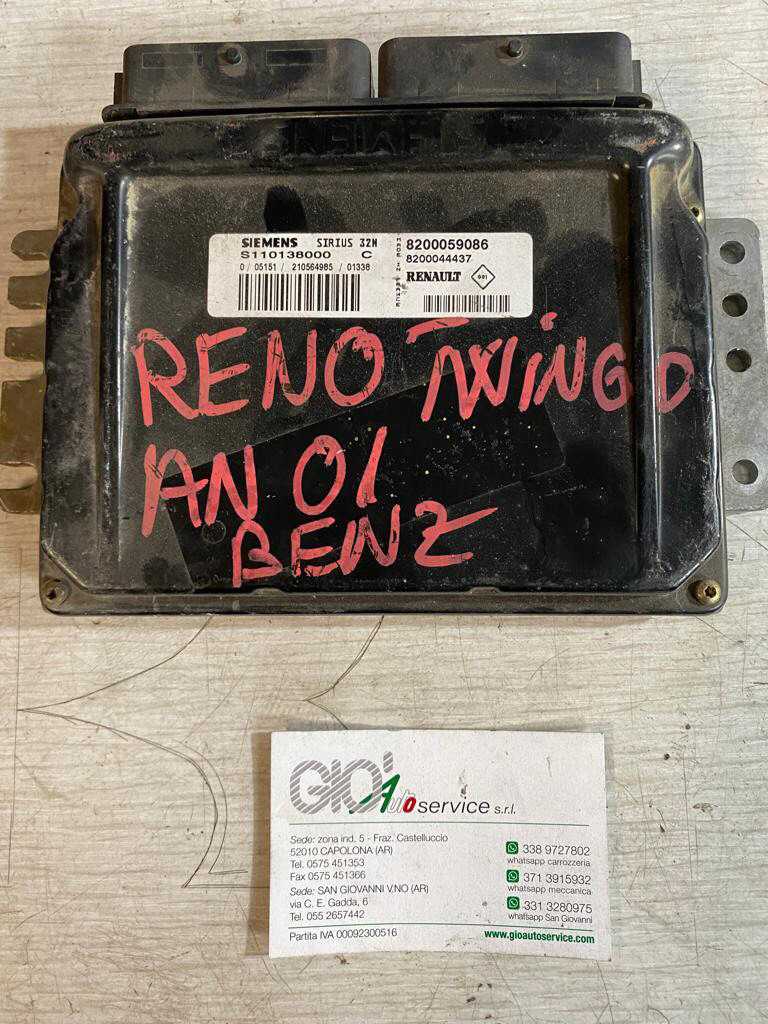 SIEMENS SIRIUS 32N
S110138000 C
0 / 05151 / 210564985 / 01338
MADE IN FRANCE
8200059086
8200044437
RENAULT
RENO TWINGO
AN 01
BENZ
GIO' Auto service s.r.l.
Sede: zona ind. 5 - Fraz. Castelluccio
52010 CAPOLONA (AR)
Tel. 0575 451353
Fax 0575 451366
Sede: SAN GIOVANNI V.NO (AR)
via C. E. Gadda, 6
Tel. 055 2657442
Partita IVA 00092300516
338 9727802
whatsapp carrozzeria
371 3915932
whatsapp meccanica
331 3280975
whatsapp San Giovanni
www.gioautoservice.com